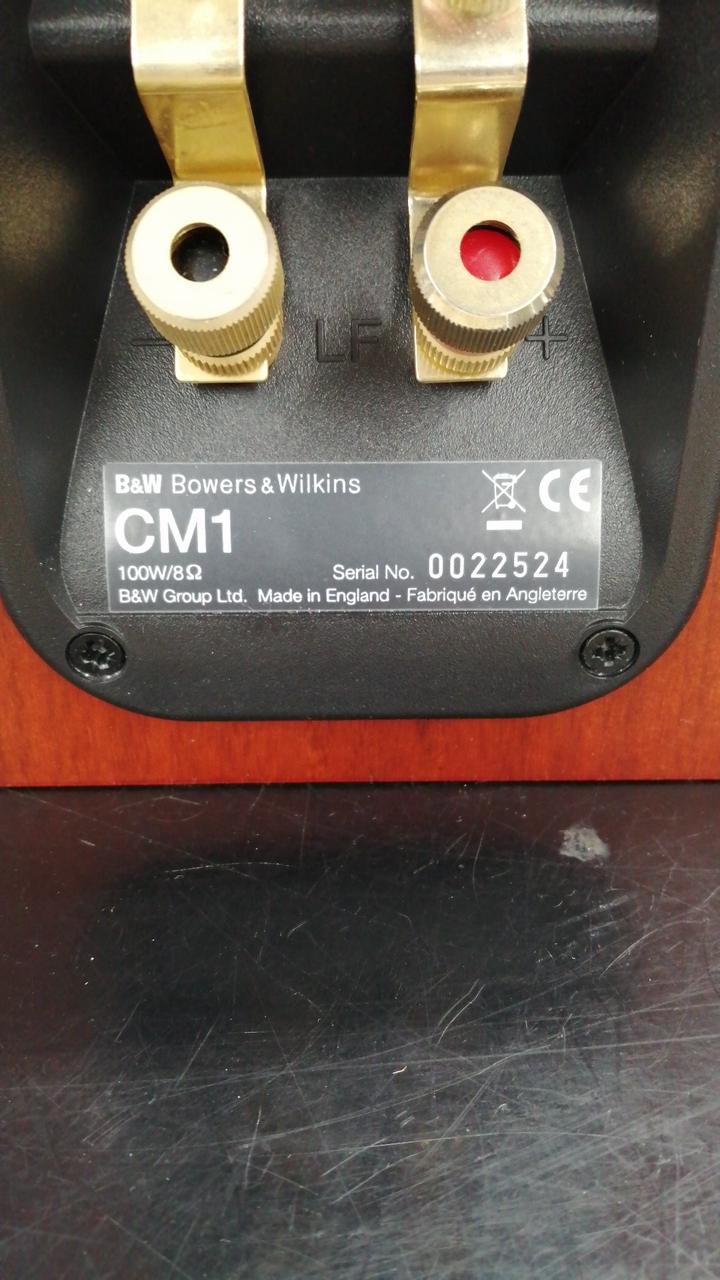 - LF +
B&W Bowers & Wilkins
CE
CM1
100W/8Ω Serial No. 0022524
B&W Group Ltd. Made in England - Fabriqué en Angleterre